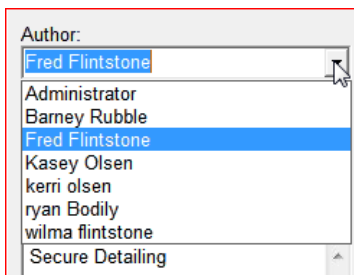 Author:
Fred Flintstone
Administrator
Barney Rubble
Fred Flintstone
Kasey Olsen
kerri olsen
ryan Bodily
wilma flintstone
Secure Detailing